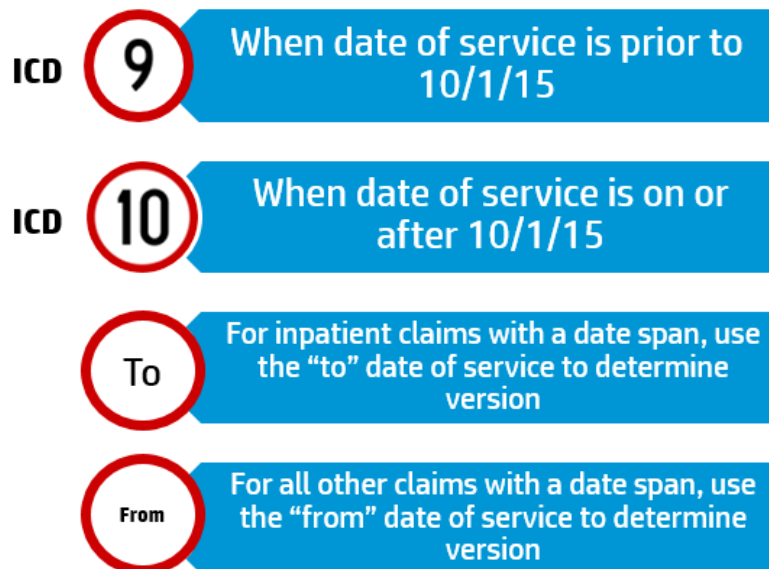 ICD 9 When date of service is prior to
10/1/15
ICD 10 When date of service is on or
after 10/1/15
To For inpatient claims with a date span, use
the “to” date of service to determine
version
From For all other claims with a date span, use
the “from” date of service to determine
version